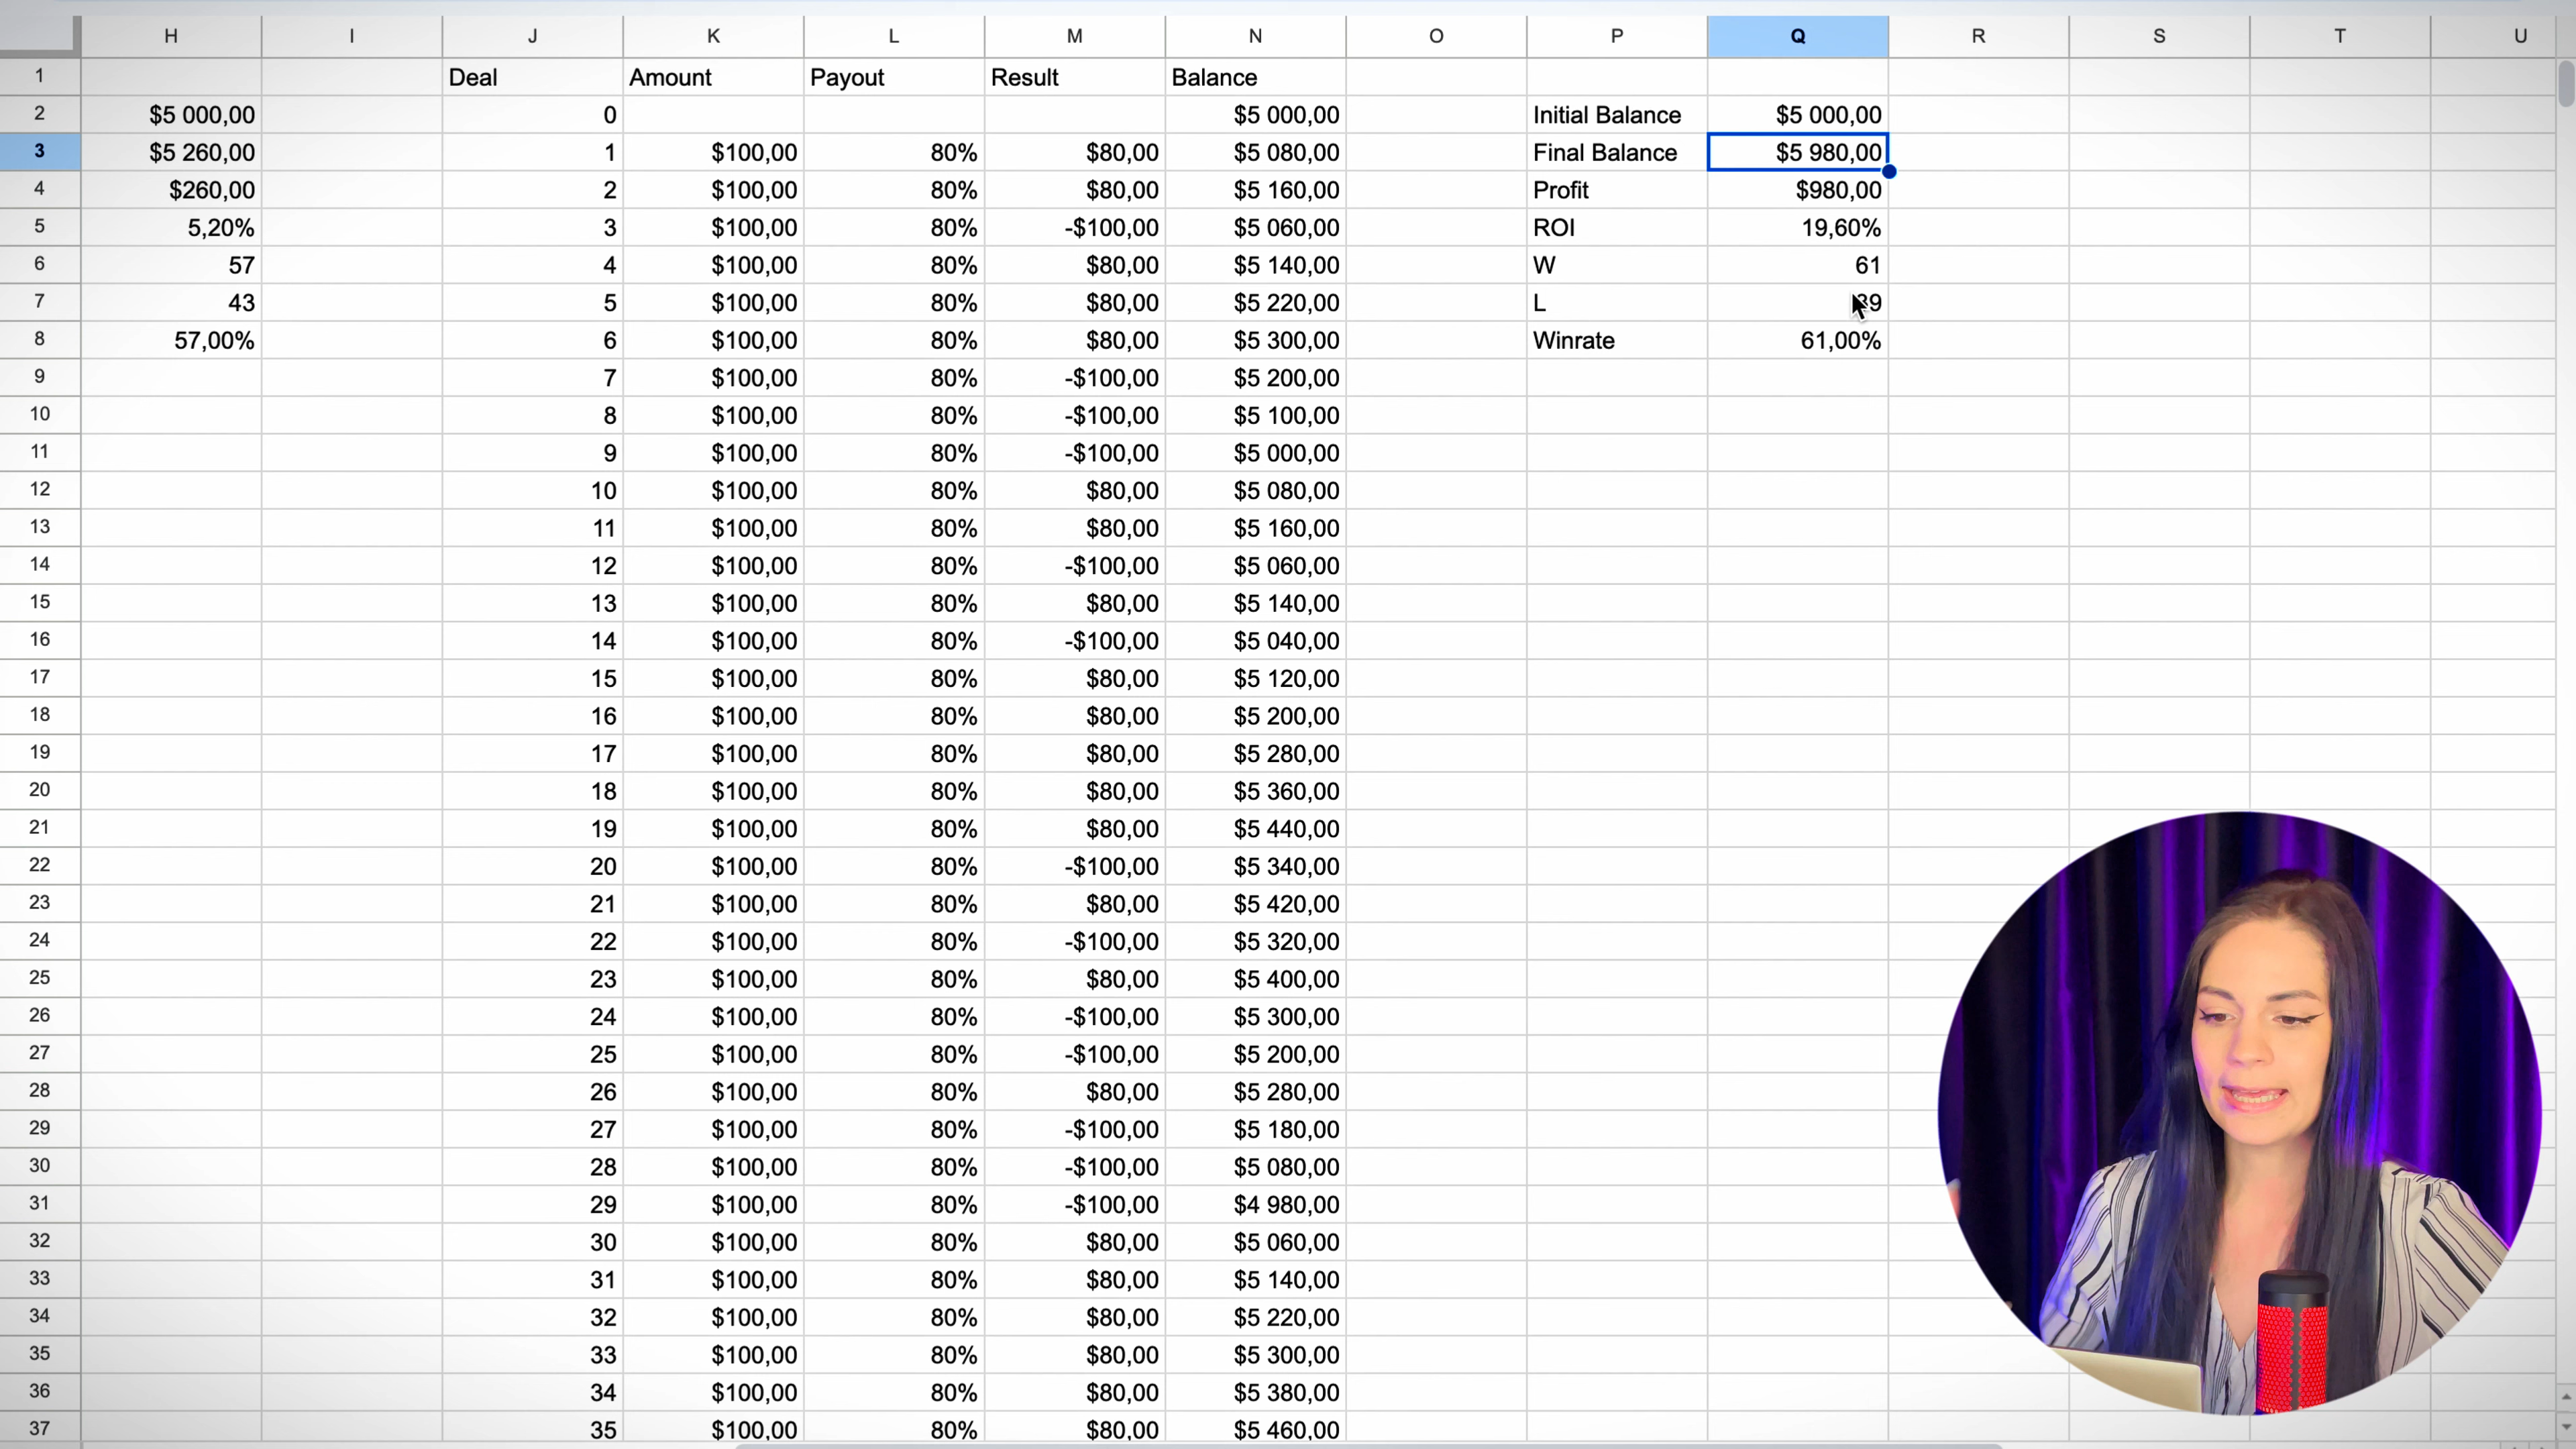 H I J K L M N O P Q R S T U
1 Deal Amount Payout Result Balance
2 $5 000,00 0 $5 000,00 Initial Balance $5 000,00
3 $5 260,00 1 $100,00 80% $80,00 $5 080,00 Final Balance $5 980,00
4 $260,00 2 $100,00 80% $80,00 $5 160,00 Profit $980,00
5 5,20% 3 $100,00 80% -$100,00 $5 060,00 ROI 19,60%
6 57 4 $100,00 80% $80,00 $5 140,00 W 61
7 43 5 $100,00 80% $80,00 $5 220,00 L
8 57,00% 6 $100,00 80% $80,00 $5 300,00 Winrate 61,00%
9 7 $100,00 80% -$100,00 $5 200,00
10 8 $100,00 80% -$100,00 $5 100,00
11 9 $100,00 80% -$100,00 $5 000,00
12 10 $100,00 80% $80,00 $5 080,00
13 11 $100,00 80% $80,00 $5 160,00
14 12 $100,00 80% -$100,00 $5 060,00
15 13 $100,00 80% $80,00 $5 140,00
16 14 $100,00 80% -$100,00 $5 040,00
17 15 $100,00 80% $80,00 $5 120,00
18 16 $100,00 80% $80,00 $5 200,00
19 17 $100,00 80% $80,00 $5 280,00
20 18 $100,00 80% $80,00 $5 360,00
21 19 $100,00 80% $80,00 $5 440,00
22 20 $100,00 80% -$100,00 $5 340,00
23 21 $100,00 80% $80,00 $5 420,00
24 22 $100,00 80% -$100,00 $5 320,00
25 23 $100,00 80% $80,00 $5 400,00
26 24 $100,00 80% -$100,00 $5 300,00
27 25 $100,00 80% -$100,00 $5 200,00
28 26 $100,00 80% $80,00 $5 280,00
29 27 $100,00 80% -$100,00 $5 180,00
30 28 $100,00 80% -$100,00 $5 080,00
31 29 $100,00 80% -$100,00 $4 980,00
32 30 $100,00 80% $80,00 $5 060,00
33 31 $100,00 80% $80,00 $5 140,00
34 32 $100,00 80% $80,00 $5 220,00
35 33 $100,00 80% $80,00 $5 300,00
36 34 $100,00 80% $80,00 $5 380,00
37 35 $100,00 80% $80,00 $5 460,00